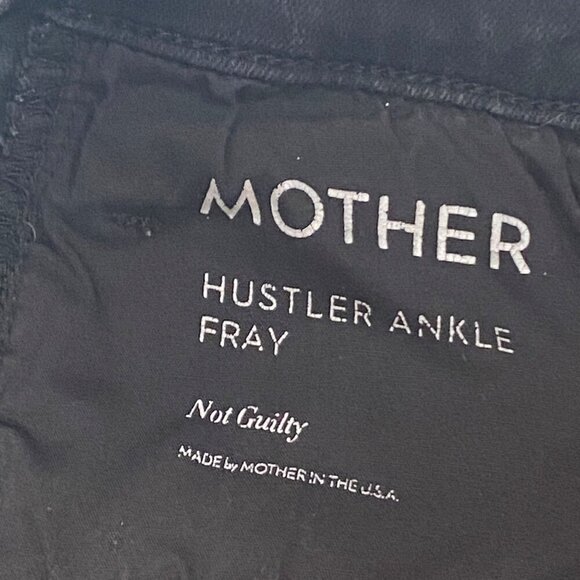 MOTHER
HUSTLER ANKLE
FRAY
Not Guilty
MADE by MOTHER IN THE U.S.A.